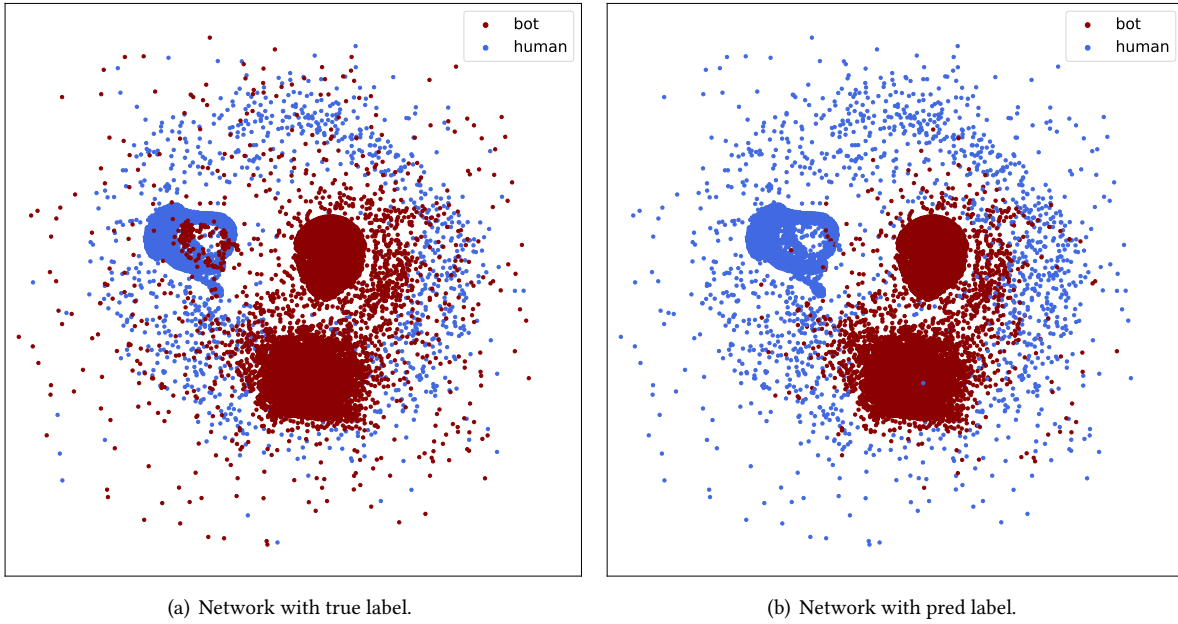 bot
human
bot
human
(a) Network with true label.
(b) Network with pred label.